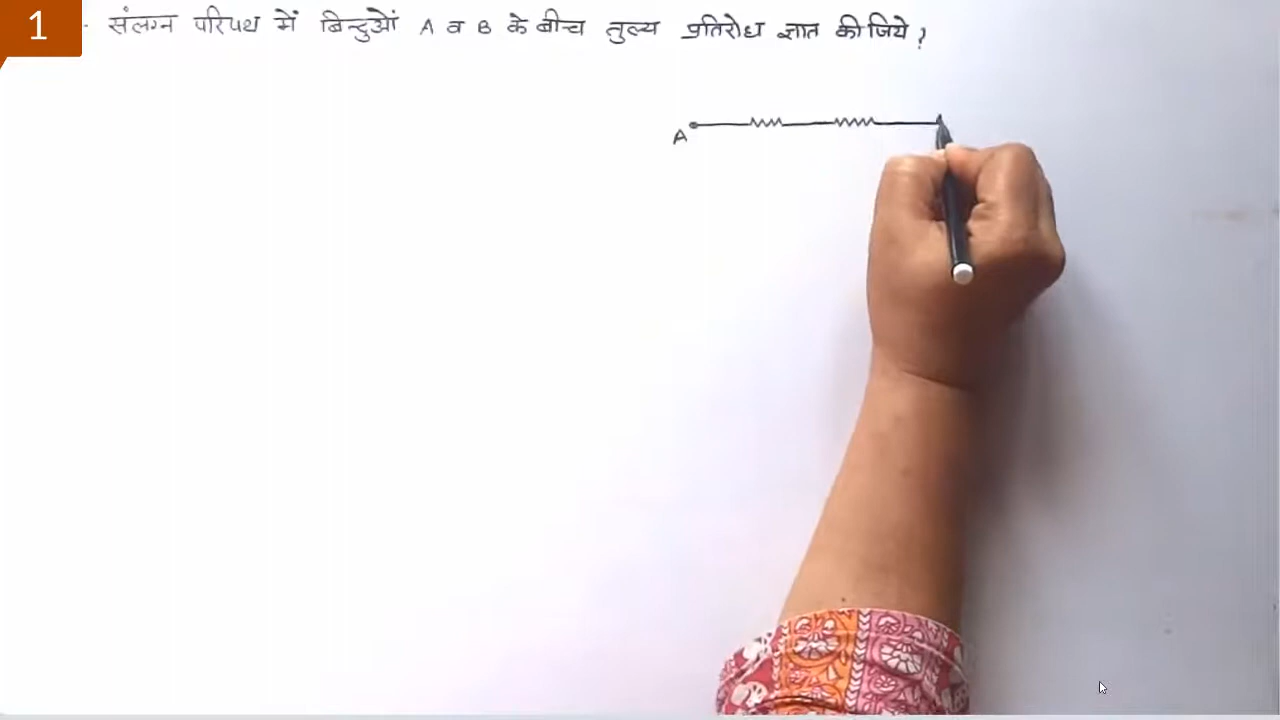 1
संलग्न परिपथ में बिन्दुओं A व B के बीच तुल्य प्रतिरोध ज्ञात कीजिये?
A